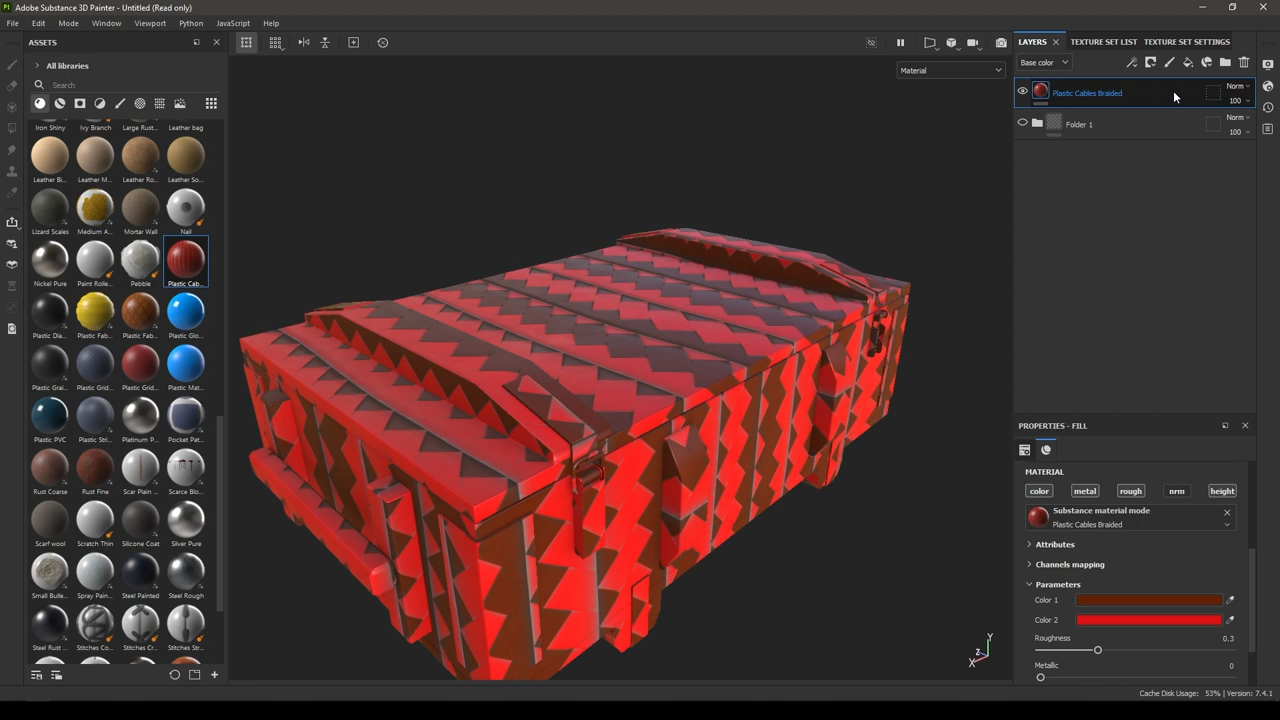 Adobe Substance 3D Painter - Untitled (Read only)
File Edit Mode Window Viewport Python JavaScript Help
ASSETS
All libraries
Search
Iron Shiny Ivy Branch Large Rust... Leather bag
Leather Bi... Leather M... Leather Ro... Leather So...
Lizard Scales Medium A... Mortar Wall Nail
Nickel Pure Paint Rolle... Pebble Plastic Cab...
Plastic Dia... Plastic Fab... Plastic Fab... Plastic Glo...
Plastic Grai... Plastic Grid... Plastic Grid... Plastic Mat...
Plastic PVC Plastic Stri... Platinum P... Pocket Pat...
Rust Coarse Rust Fine Scar Plain ... Scarce Blo...
Scarf wool Scratch Thin Silicone Coat Silver Pure
Small Bulle... Spray Pain... Steel Painted Steel Rough
Steel Rust ... Stitches Co... Stitches Cr... Stitches St...
Material
Y
Z
X
LAYERS TEXTURE SET LIST TEXTURE SET SETTINGS
Base color
Plastic Cables Braided Norm
100
Folder 1 Norm
100
PROPERTIES - FILL
MATERIAL
color metal rough nrm height
Substance material mode
Plastic Cables Braided
Attributes
Channels mapping
Parameters
Color 1
Color 2
Roughness 0.3
Metallic 0
Cache Disk Usage: 53% | Version: 7.4.1